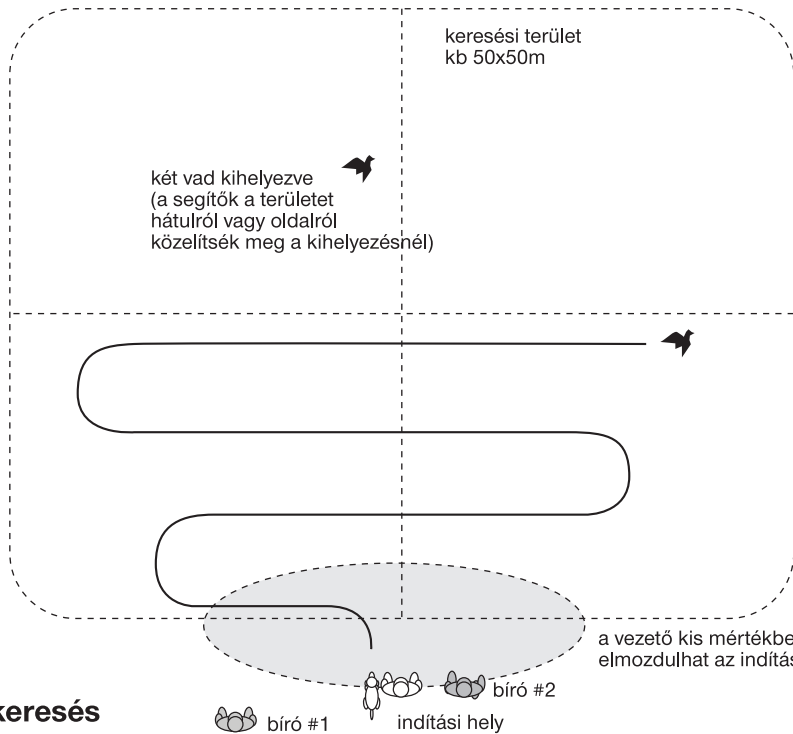 keresési terület
kb 50x50m
két vad kihelyezve
(a segítők a területet
hátulról vagy oldalról
közelítsék meg a kihelyezésnél)
a vezető kis mértékbe
elmozdulhat az indítás
bíró #2
keresés
bíró #1
indítási hely